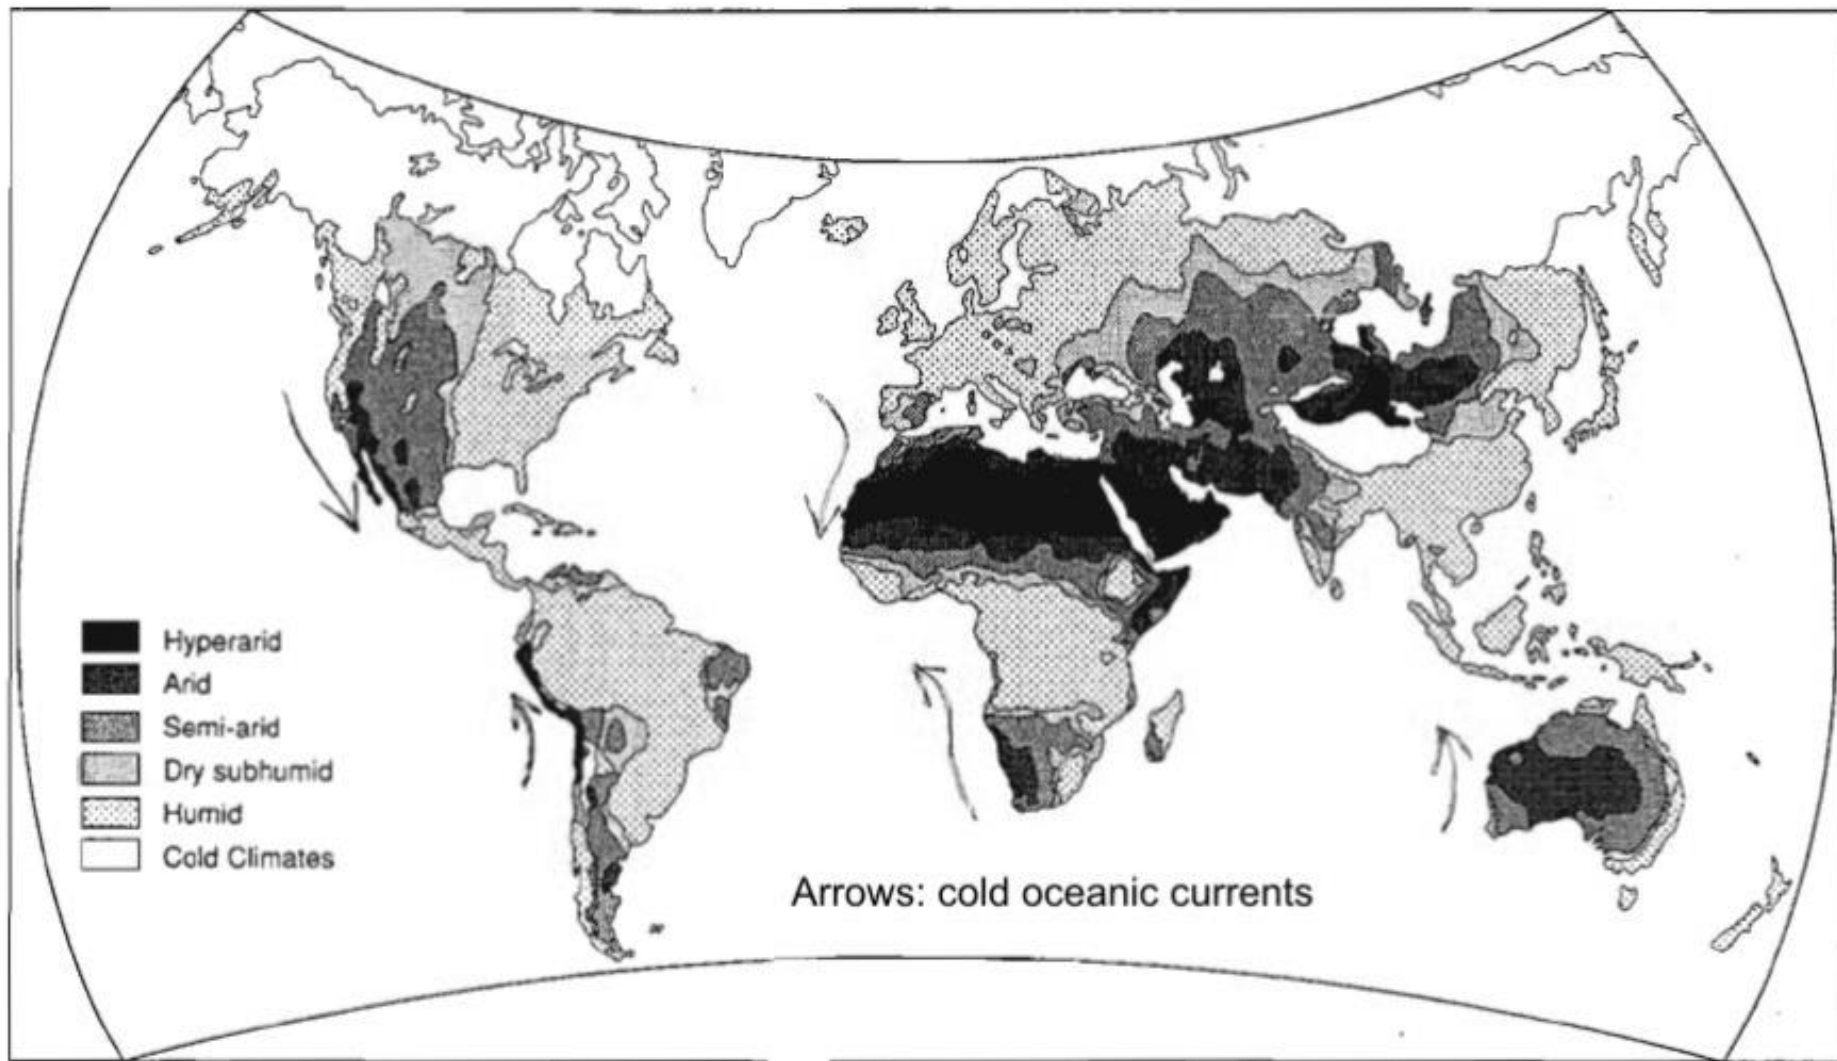 Hyperarid
Arid
Semi-arid
Dry subhumid
Humid
Cold Climates
Arrows: cold oceanic currents